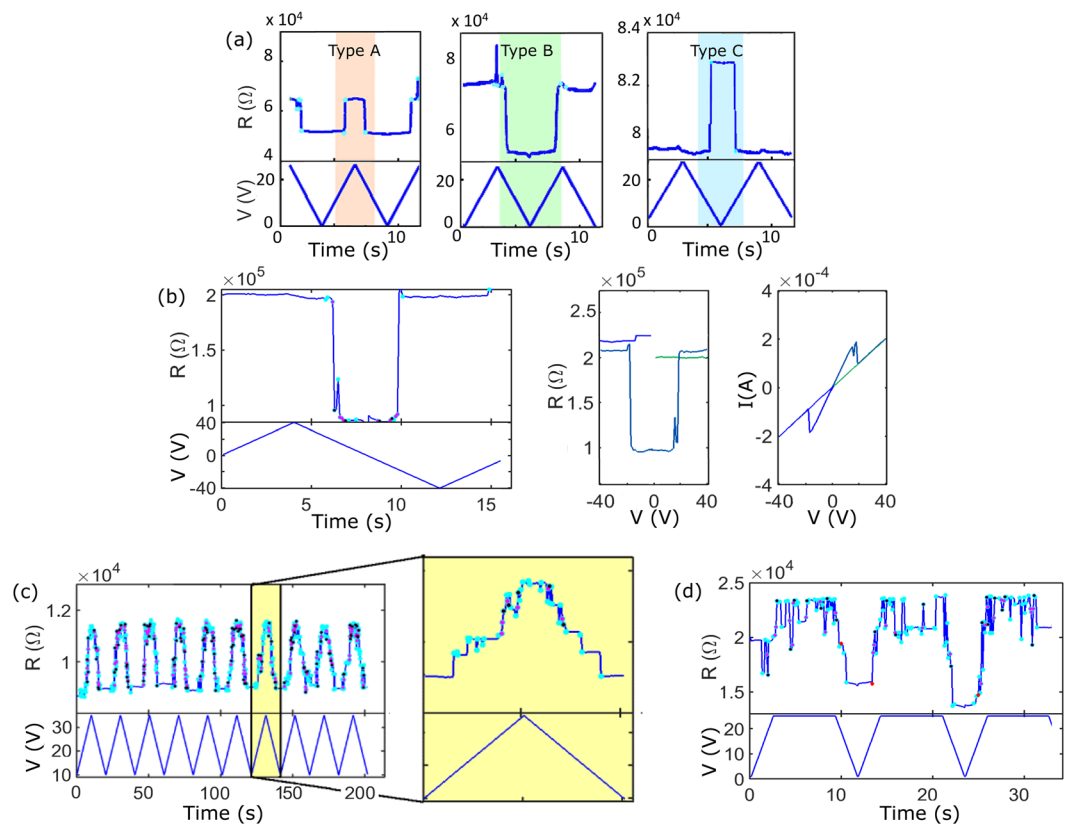 (a)
x 10⁴
x 10⁴
8.4 x 10⁴
Type A
Type B
Type C
R (Ω)
8
6
4
8
6
8.2
8
V (V)
20
0
20
0
20
0
0
10
0
10
0
10
Time (s)
Time (s)
Time (s)
(b)
×10⁵
2
1.5
1
R (Ω)
40
0
-40
V (V)
0
5
10
15
Time (s)
×10⁵
2.5
2
1.5
1
R (Ω)
-40
0
40
V (V)
×10⁻⁴
4
2
0
-2
-4
I(A)
-40
0
40
V (V)
(c)
×10⁴
1.2
1
R (Ω)
30
20
10
V (V)
0
50
100
150
200
Time (s)
(d)
×10⁴
2.5
2
1.5
R (Ω)
20
10
0
V (V)
0
10
20
30
Time (s)